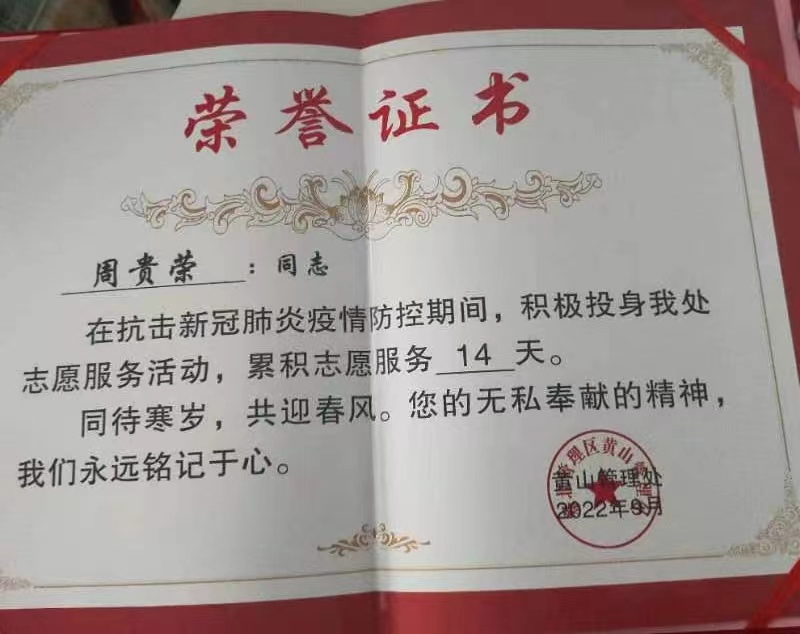 荣誉证书
周贵荣：同志
在抗击新冠肺炎疫情防控期间，积极投身我处
志愿服务活动，累积志愿服务 14 天。
同待寒岁，共迎春风。您的无私奉献的精神，
我们永远铭记于心。
黄山管理处
2022年9月